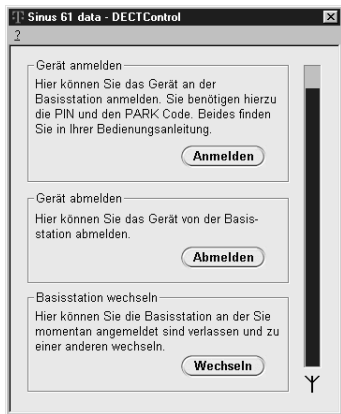 Sinus 61 data - DECTControl
?
Gerät anmelden
Hier können Sie das Gerät an der
Basisstation anmelden. Sie benötigen hierzu
die PIN und den PARK Code. Beides finden
Sie in Ihrer Bedienungsanleitung.
Anmelden
Gerät abmelden
Hier können Sie das Gerät von der Basis-
station abmelden.
Abmelden
Basisstation wechseln
Hier können Sie die Basisstation an der Sie
momentan angemeldet sind verlassen und zu
einer anderen wechseln.
Wechseln